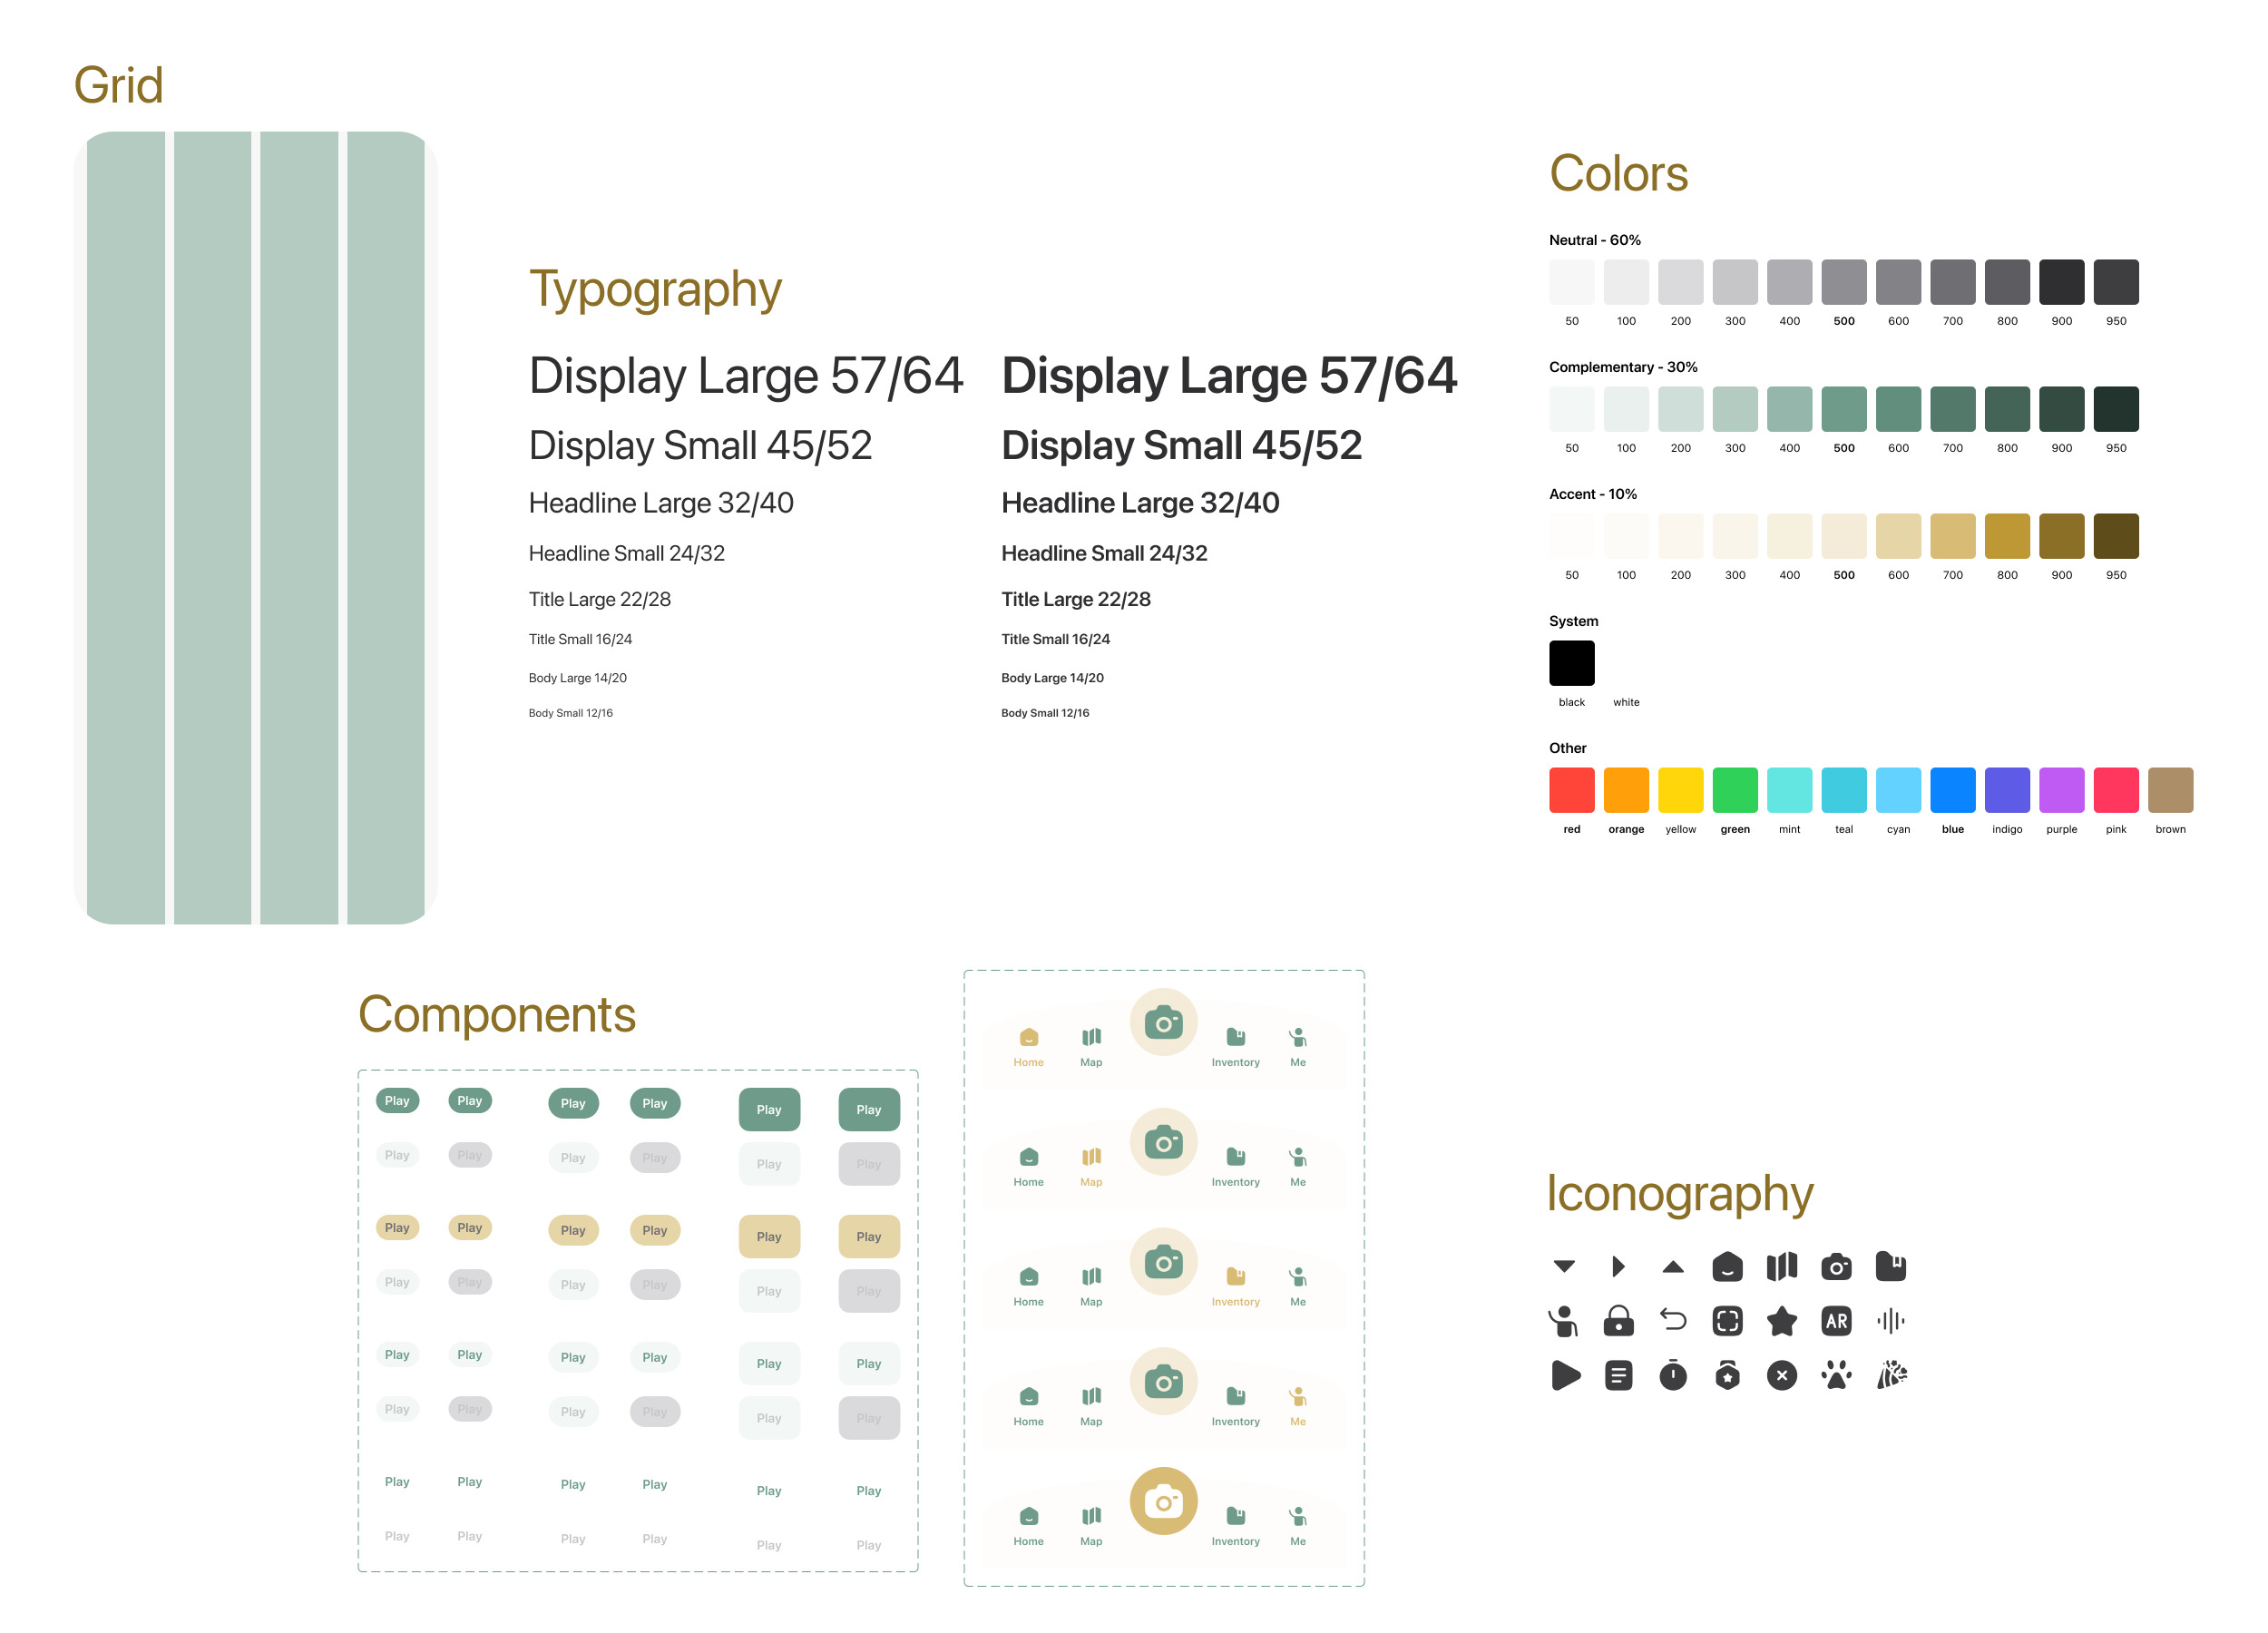 Grid
Typography
Display Large 57/64 Display Large 57/64
Display Small 45/52 Display Small 45/52
Headline Large 32/40 Headline Large 32/40
Headline Small 24/32 Headline Small 24/32
Title Large 22/28 Title Large 22/28
Title Small 16/24 Title Small 16/24
Body Large 14/20 Body Large 14/20
Body Small 12/16 Body Small 12/16
Colors
Neutral - 60%
50 100 200 300 400 500 600 700 800 900 950
Complementary - 30%
50 100 200 300 400 500 600 700 800 900 950
Accent - 10%
50 100 200 300 400 500 600 700 800 900 950
System
black white
Other
red orange yellow green mint teal cyan blue indigo purple pink brown
Components
Play Play Play Play Play Play
Play Play Play Play Play Play
Play Play Play Play Play Play
Play Play Play Play Play Play
Play Play Play Play Play Play
Play Play Play Play Play Play
Play Play Play Play Play Play
Play Play Play Play Play Play
Home Map Inventory Me
Home Map Inventory Me
Home Map Inventory Me
Home Map Inventory Me
Home Map Inventory Me
Iconography
AR